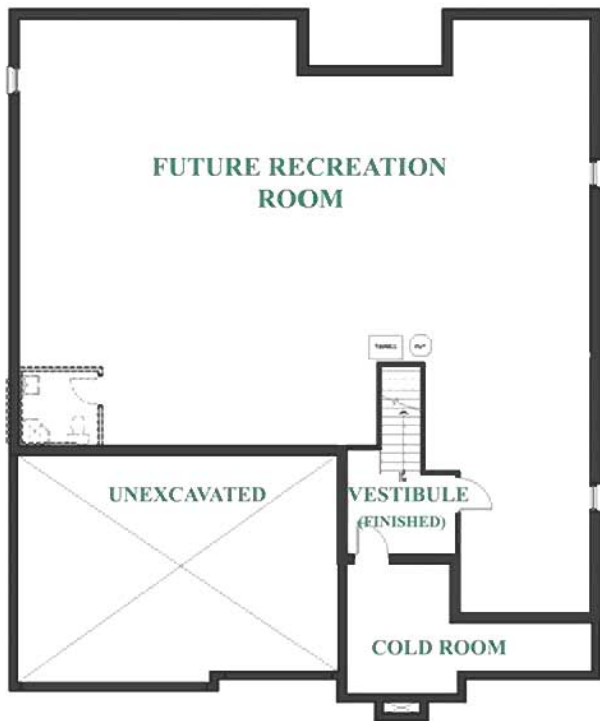 FUTURE RECREATION
ROOM
UNEXCAVATED
VESTIBULE
(FINISHED)
COLD ROOM